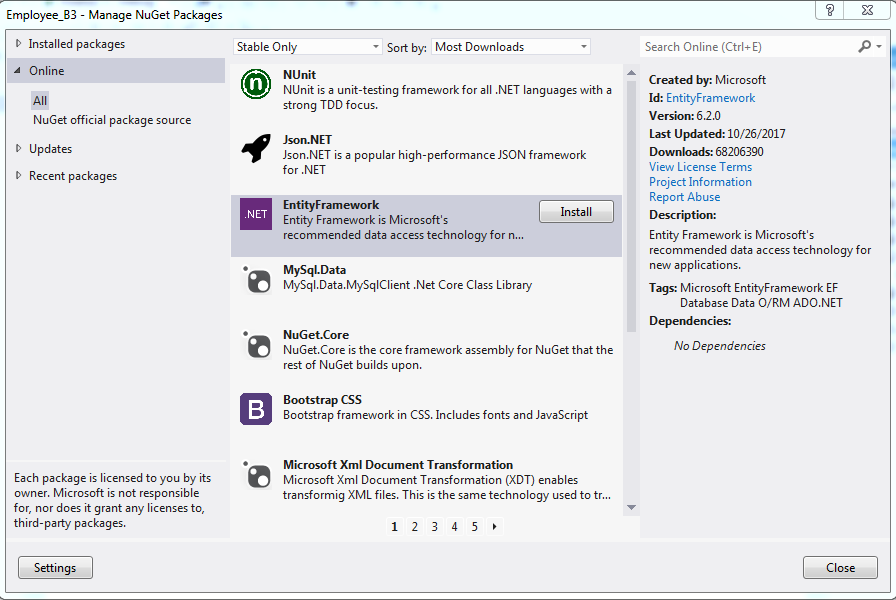 Employee_B3 - Manage NuGet Packages
?
Installed packages
Online
All
NuGet official package source
Updates
Recent packages
Each package is licensed to you by its
owner. Microsoft is not responsible
for, nor does it grant any licenses to,
third-party packages.
Settings
Stable Only
Sort by: Most Downloads
n
NUnit
NUnit is a unit-testing framework for all .NET languages with a
strong TDD focus.
Json.NET
Json.NET is a popular high-performance JSON framework
for .NET
.NET
EntityFramework
Install
Entity Framework is Microsoft's
recommended data access technology for n...
MySql.Data
MySql.Data.MySqlClient .Net Core Class Library
NuGet.Core
NuGet.Core is the core framework assembly for NuGet that the
rest of NuGet builds upon.
B
Bootstrap CSS
Bootstrap framework in CSS. Includes fonts and JavaScript
Microsoft Xml Document Transformation
Microsoft Xml Document Transformation (XDT) enables
transformig XML files. This is the same technology used to tr...
1 2 3 4 5
Search Online (Ctrl+E)
Created by: Microsoft
Id: EntityFramework
Version: 6.2.0
Last Updated: 10/26/2017
Downloads: 68206390
View License Terms
Project Information
Report Abuse
Description:
Entity Framework is Microsoft's
recommended data access technology for
new applications.
Tags: Microsoft EntityFramework EF
Database Data O/RM ADO.NET
Dependencies:
No Dependencies
Close